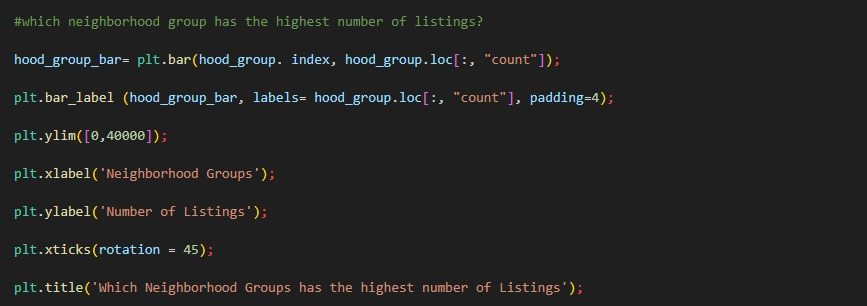 #which neighborhood group has the highest number of listings?
hood_group_bar= plt.bar(hood_group. index, hood_group.loc[:, "count"]);
plt.bar_label (hood_group_bar, labels= hood_group.loc[:, "count"], padding=4);
plt.ylim([0,40000]);
plt.xlabel('Neighborhood Groups');
plt.ylabel('Number of Listings');
plt.xticks(rotation = 45);
plt.title('Which Neighborhood Groups has the highest number of Listings');